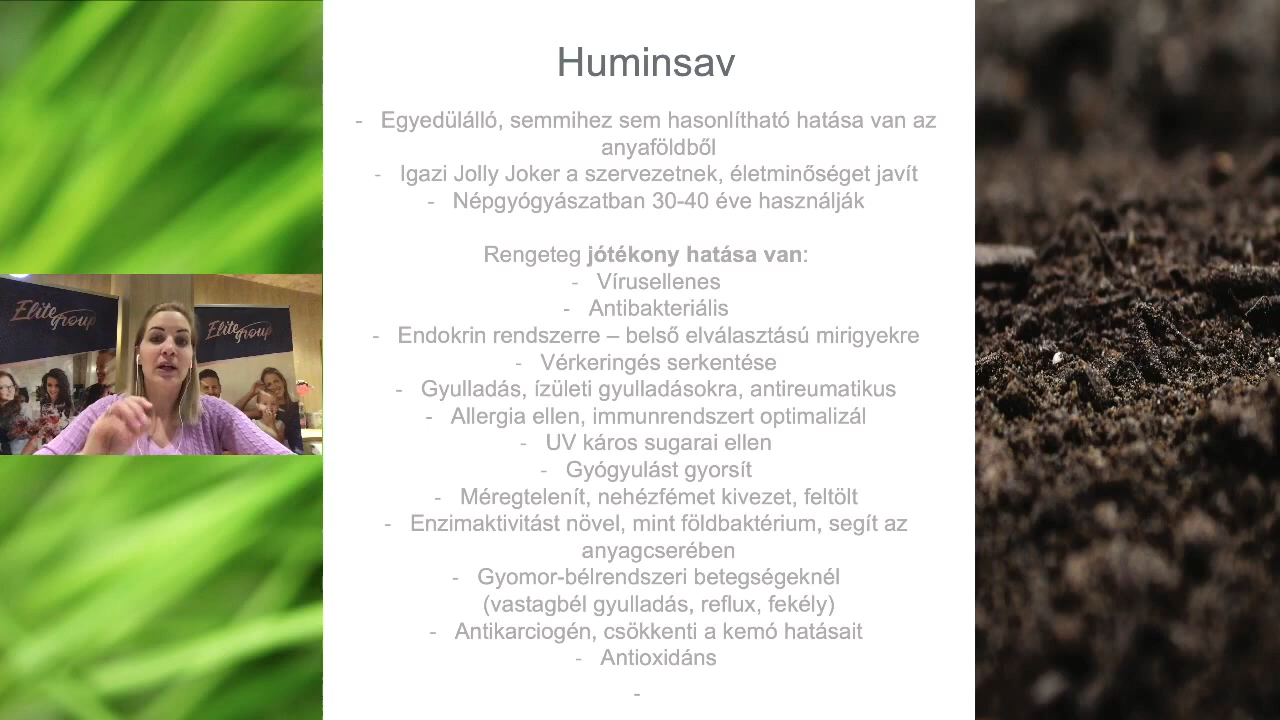 Huminsav
- Egyedülálló, semmihez sem hasonlítható hatása van az
anyaföldből
- Igazi Jolly Joker a szervezetnek, életminőséget javít
- Népgyógyászatban 30-40 éve használják
Rengeteg jótékony hatása van:
- Vírusellenes
- Antibakteriális
- Endokrin rendszerre – belső elválasztású mirigyekre
- Vérkeringés serkentése
- Gyulladás, ízületi gyulladásokra, antireumatikus
- Allergia ellen, immunrendszert optimalizál
- UV káros sugarai ellen
- Gyógyulást gyorsít
- Méregtelenít, nehézfémet kivezet, feltölt
- Enzimaktivitást növel, mint földbaktérium, segít az
anyagcserében
- Gyomor-bélrendszeri betegségeknél
(vastagbél gyulladás, reflux, fekély)
- Antikarciogén, csökkenti a kemó hatásait
- Antioxidáns
-
Elite group
Elite group